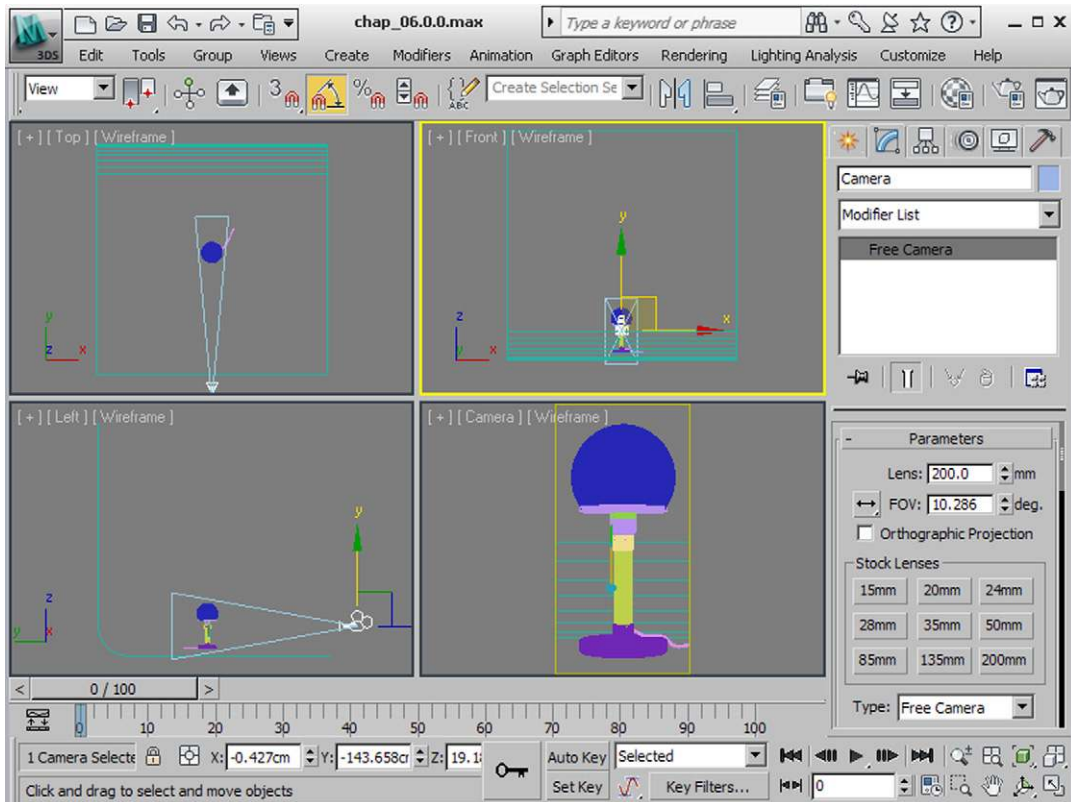 chap_06.0.0.max
Type a keyword or phrase
3DS Edit Tools Group Views Create Modifiers Animation Graph Editors Rendering Lighting Analysis Customize Help
View 3 % ABC Create Selection Se
[ + ] [ Top ] [ Wireframe ]
y
z x
[ + ] [ Front ] [ Wireframe ]
y
x
z
y x
[ + ] [ Left ] [ Wireframe ]
y
z
y x
[ + ] [ Camera ] [ Wireframe ]
Camera
Modifier List
Free Camera
- Parameters
Lens: 200.0 mm
FOV: 10.286 deg.
Orthographic Projection
Stock Lenses
15mm 20mm 24mm
28mm 35mm 50mm
85mm 135mm 200mm
Type: Free Camera
< 0 / 100 >
0 10 20 30 40 50 60 70 80 90 100
1 Camera Selecte X: -0.427cm Y: -143.658cr Z: 19.1 Auto Key Selected
Click and drag to select and move objects Set Key Key Filters... 0